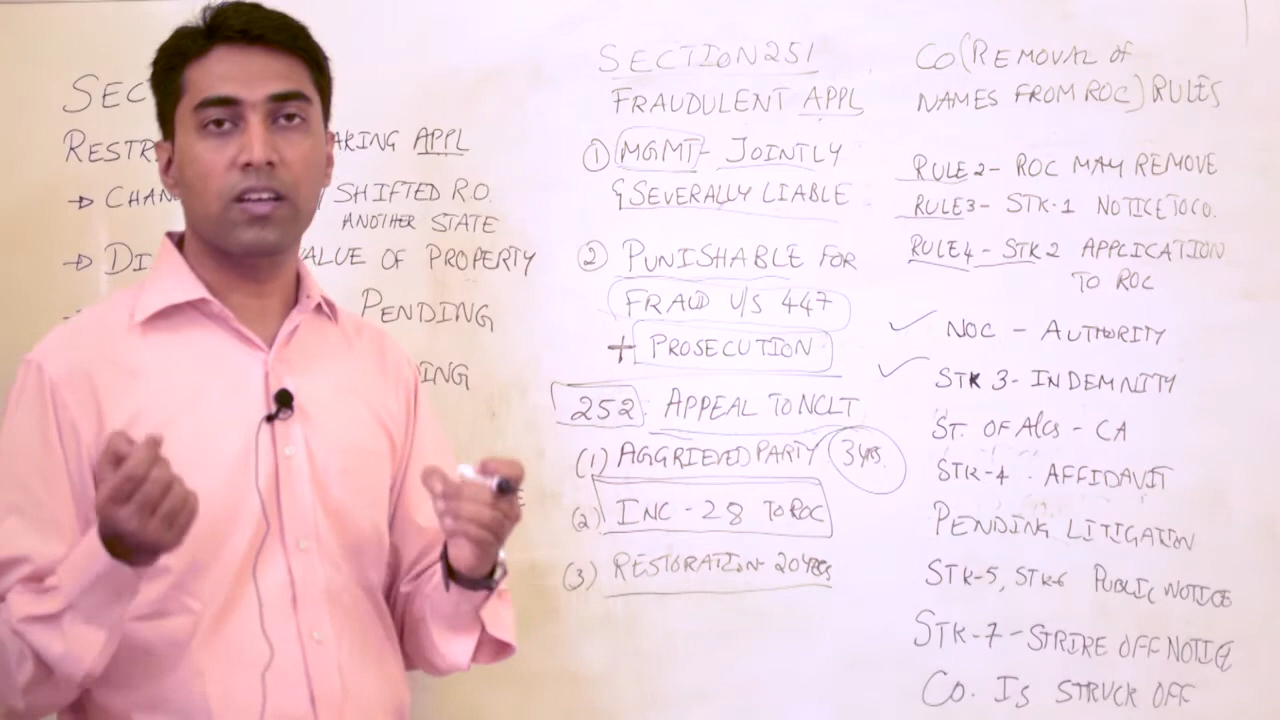 SEC
RESTR AKING APPL
→ CHAN SHIFTED R.O.
ANOTHER STATE
→ DI ALUE OF PROPERTY
PENDING
ING
SECTION 251
FRAUDULENT APPL
① MGMT - JOINTLY
& SEVERALLY LIABLE
② PUNISHABLE FOR
FRAUD U/S 447
+ PROSECUTION
252: APPEAL TO NCLT
(1) AGGRIEVED PARTY 3 yrs.
(2) INC - 28 TO ROC
(3) RESTORATION - 20 YRS
CO (REMOVAL OF
NAMES FROM ROC) RULES
RULE 2 - ROC MAY REMOVE
RULE 3 - STK-1 NOTICE TO CO.
RULE 4 - STK 2 APPLICATION
TO ROC
✓ NOC - AUTHORITY
✓ STK 3 - INDEMNITY
ST. OF A/cs - CA
STK-4 . AFFIDAVIT
PENDING LITIGATION
STK-5, STK-6 PUBLIC NOTICE
STK-7 - STRIKE OFF NOTICE
CO. IS STRUCK OFF